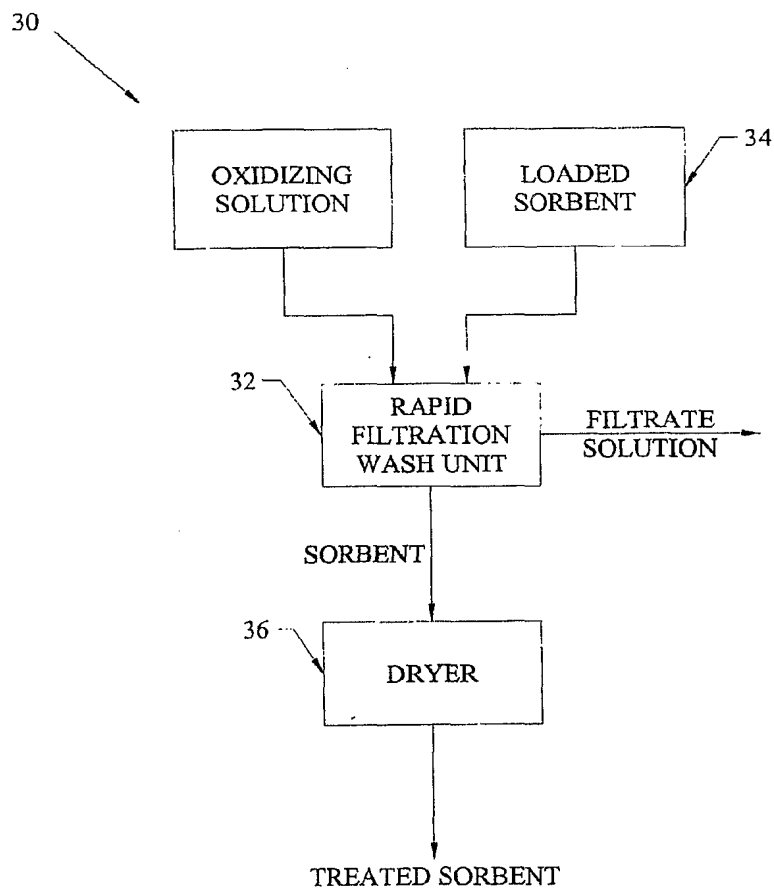 30
OXIDIZING
SOLUTION
LOADED
SORBENT
34
32
RAPID
FILTRATION
WASH UNIT
FILTRATE
SOLUTION
SORBENT
36
DRYER
TREATED SORBENT